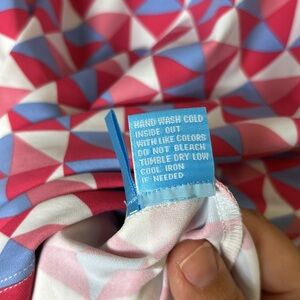 HAND WASH COLD
INSIDE OUT
WITH LIKE COLORS
DO NOT BLEACH
TUMBLE DRY LOW
COOL IRON
IF NEEDED